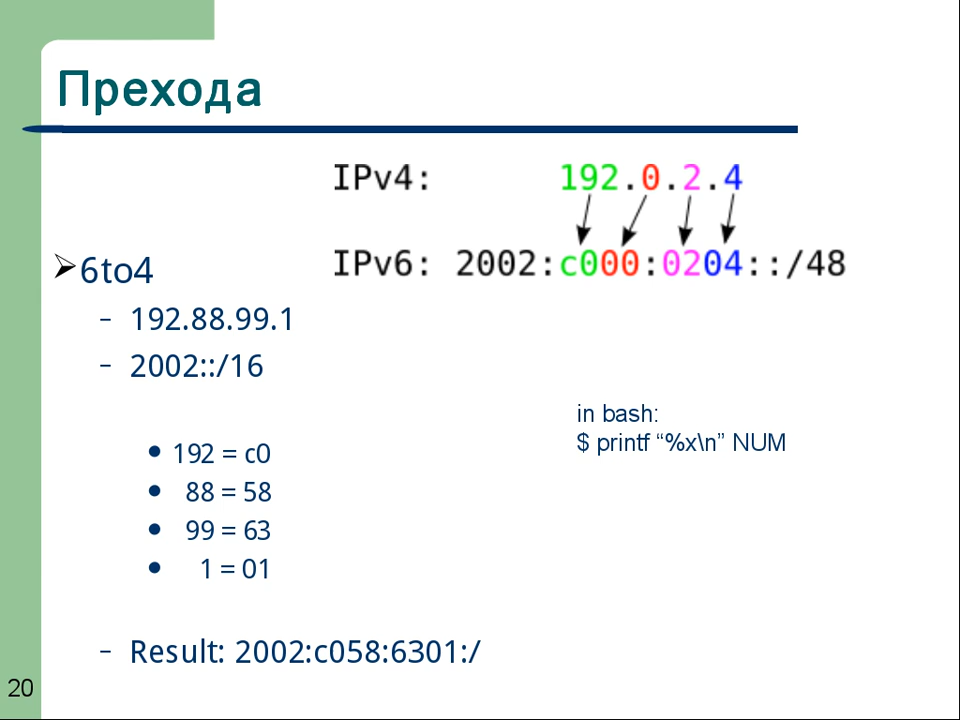 Прехода
IPv4: 192.0.2.4
IPv6: 2002:c000:0204::/48
6to4
– 192.88.99.1
– 2002::/16
in bash:
$ printf “%x\n” NUM
• 192 = c0
• 88 = 58
• 99 = 63
• 1 = 01
– Result: 2002:c058:6301:/
20